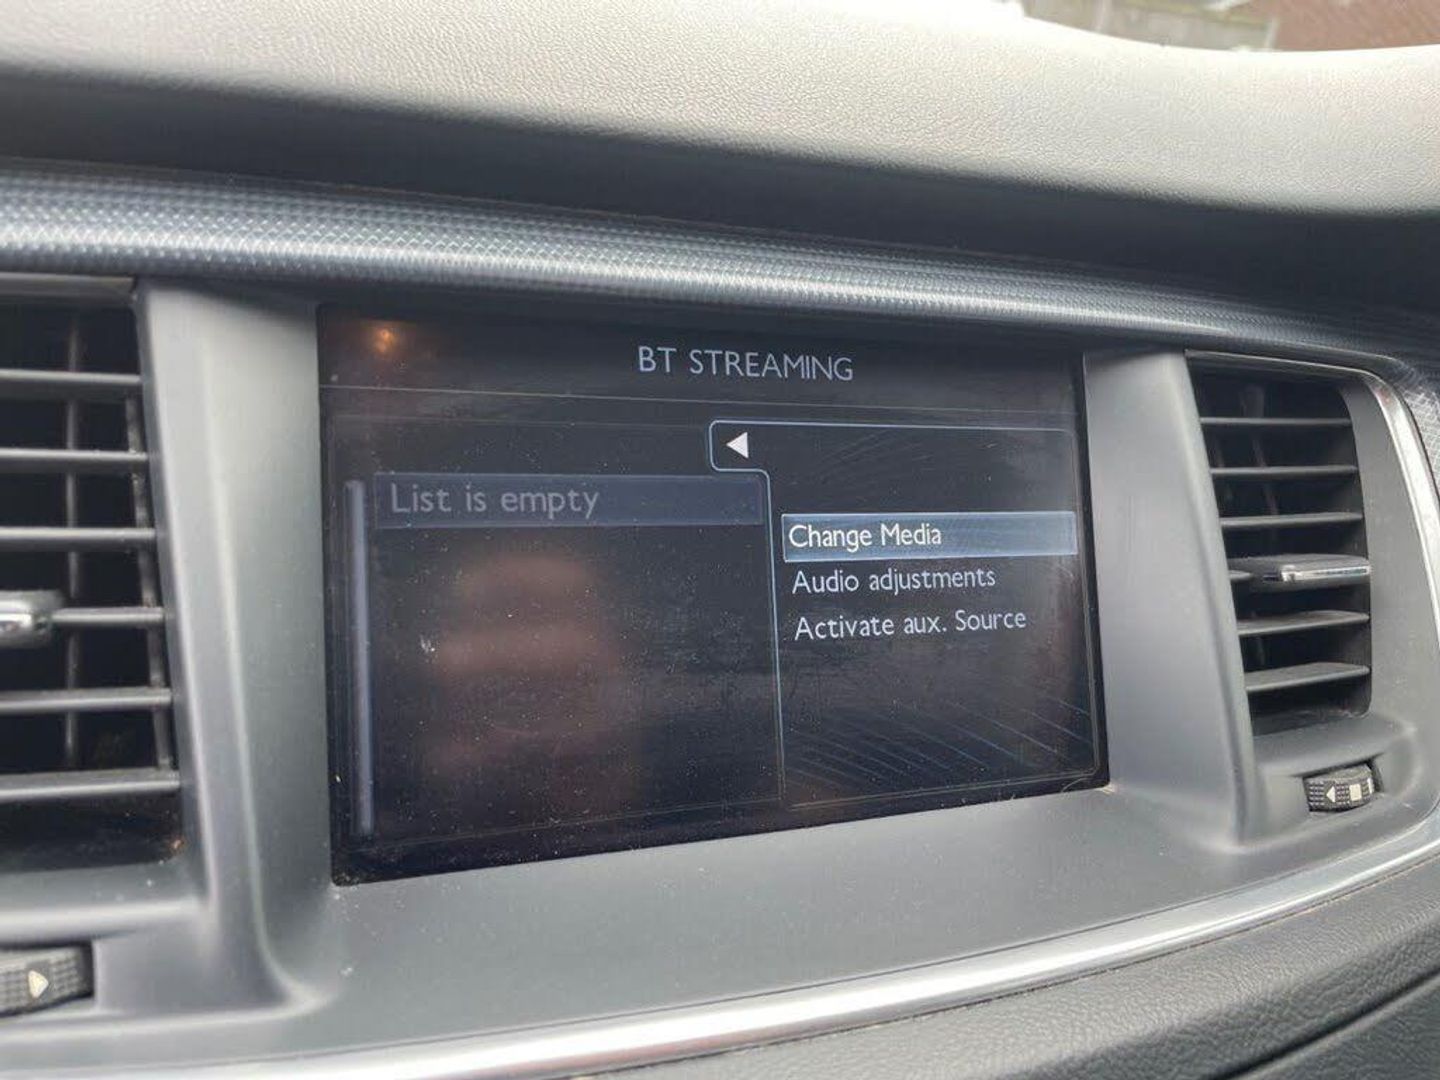 BT STREAMING
List is empty
Change Media
Audio adjustments
Activate aux. Source